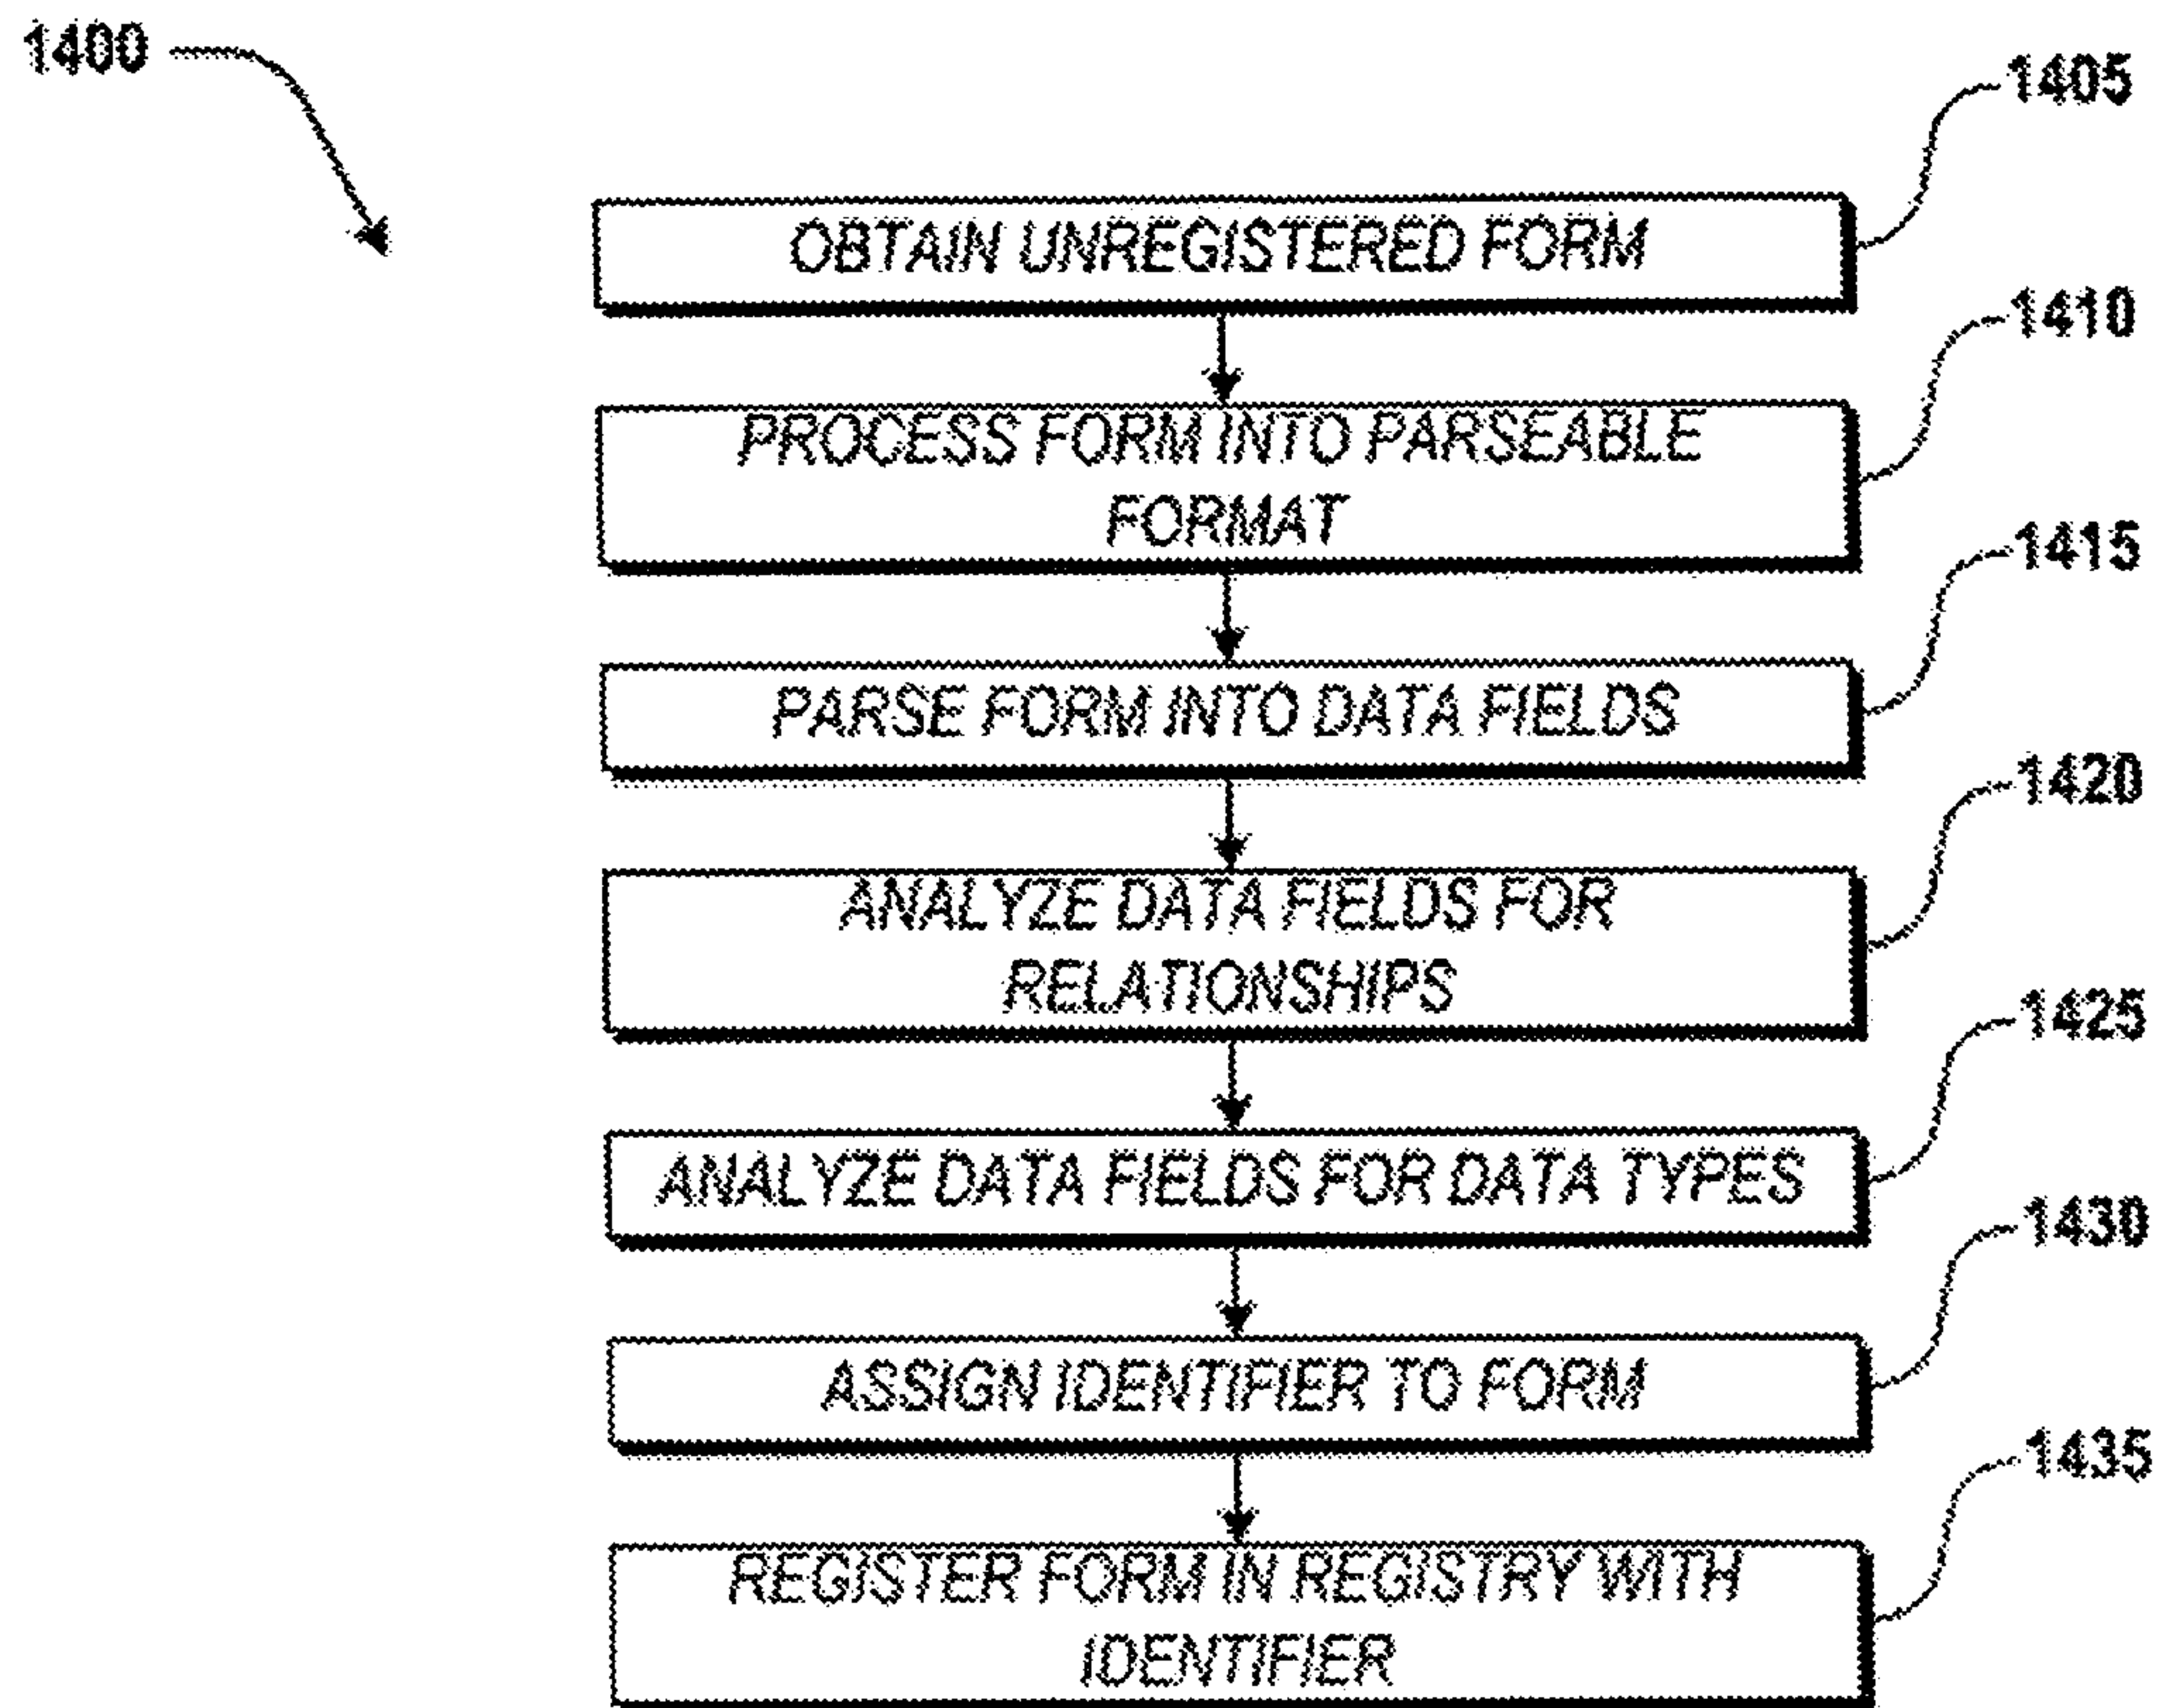 1400
1405
OBTAIN UNREGISTERED FORM
1410
PROCESS FORM INTO PARSEABLE
FORMAT
1415
PARSE FORM INTO DATA FIELDS
1420
ANALYZE DATA FIELDS FOR
RELATIONSHIPS
1425
ANALYZE DATA FIELDS FOR DATA TYPES
1430
ASSIGN IDENTIFIER TO FORM
1435
REGISTER FORM IN REGISTRY WITH
IDENTIFIER